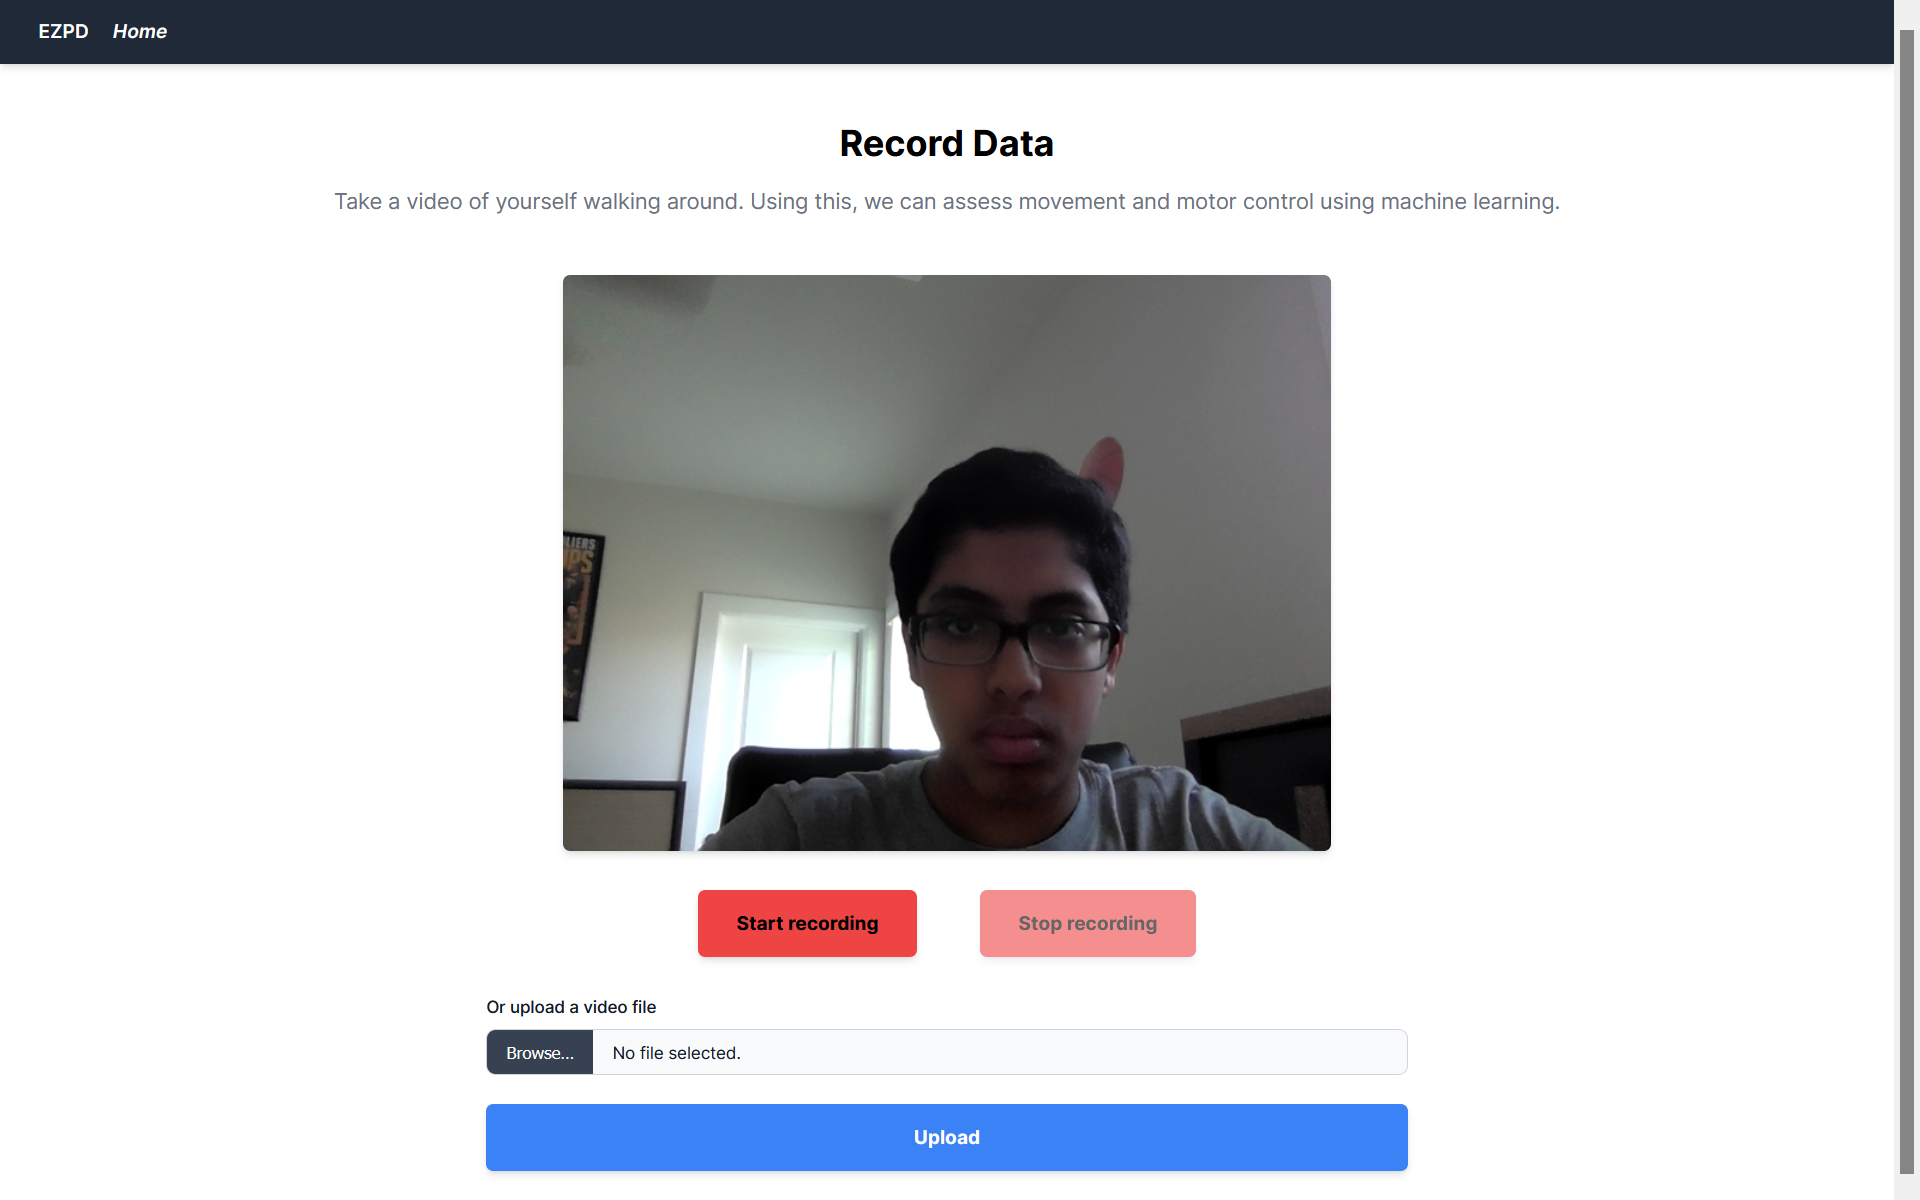 EZPD Home
Record Data
Take a video of yourself walking around. Using this, we can assess movement and motor control using machine learning.
Start recording
Stop recording
Or upload a video file
Browse... No file selected.
Upload